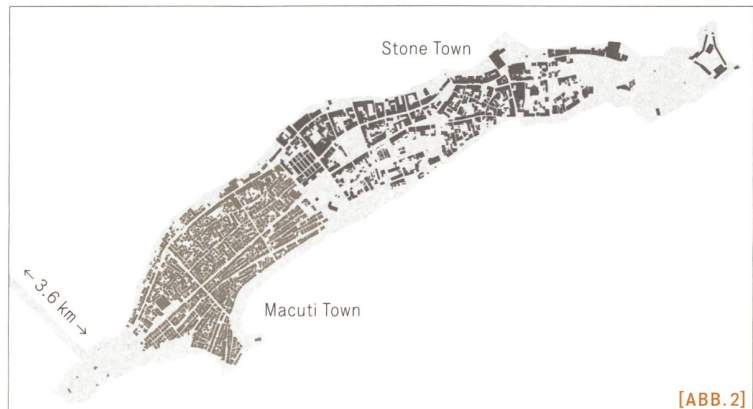 Stone Town
Macuti Town
← 3.6 km →
[ABB. 2]